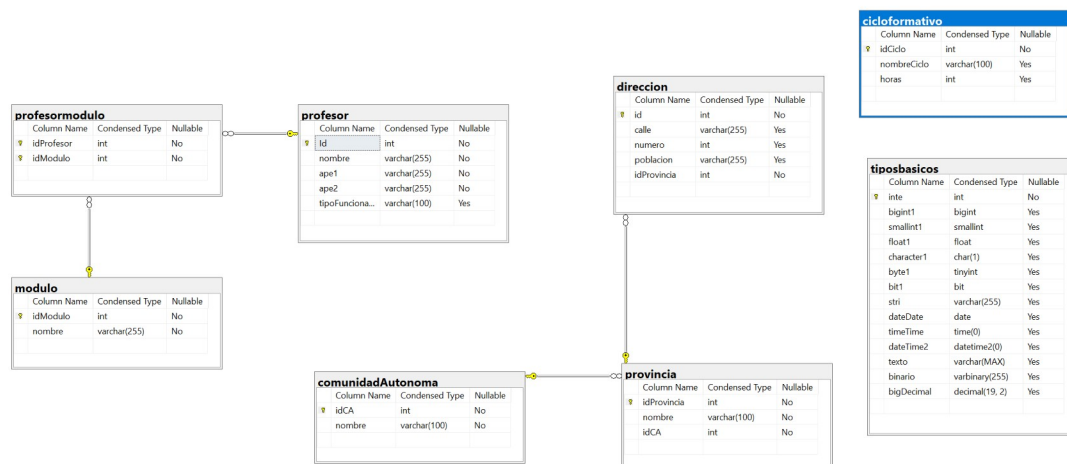 cicloformativo
Column Name Condensed Type Nullable
idCiclo int No
nombreCiclo varchar(100) Yes
horas int Yes
direccion
Column Name Condensed Type Nullable
id int No
calle varchar(255) Yes
numero int Yes
poblacion varchar(255) Yes
idProvincia int No
profesormodulo
Column Name Condensed Type Nullable
idProfesor int No
idModulo int No
profesor
Column Name Condensed Type Nullable
Id int No
nombre varchar(255) No
ape1 varchar(255) No
ape2 varchar(255) No
tipoFunciona... varchar(100) Yes
tiposbasicos
Column Name Condensed Type Nullable
inte int No
bigint1 bigint Yes
smallint1 smallint Yes
float1 float Yes
character1 char(1) Yes
byte1 tinyint Yes
bit1 bit Yes
stri varchar(255) Yes
dateDate date Yes
timeTime time(0) Yes
dateTime2 datetime2(0) Yes
texto varchar(MAX) Yes
binario varbinary(255) Yes
bigDecimal decimal(19, 2) Yes
modulo
Column Name Condensed Type Nullable
idModulo int No
nombre varchar(255) No
comunidadAutonoma
Column Name Condensed Type Nullable
idCA int No
nombre varchar(100) No
provincia
Column Name Condensed Type Nullable
idProvincia int No
nombre varchar(100) No
idCA int No